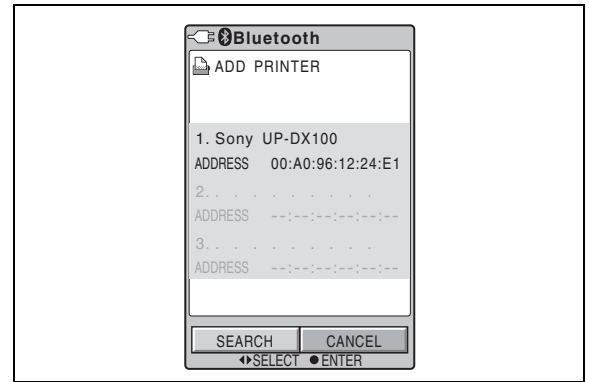 Bluetooth
ADD PRINTER
1. Sony UP-DX100
ADDRESS 00:A0:96:12:24:E1
2. . . . . . . . . .
ADDRESS --:--:--:--:--:--
3. . . . . . . . . .
ADDRESS --:--:--:--:--:--
SEARCH CANCEL
SELECT ● ENTER